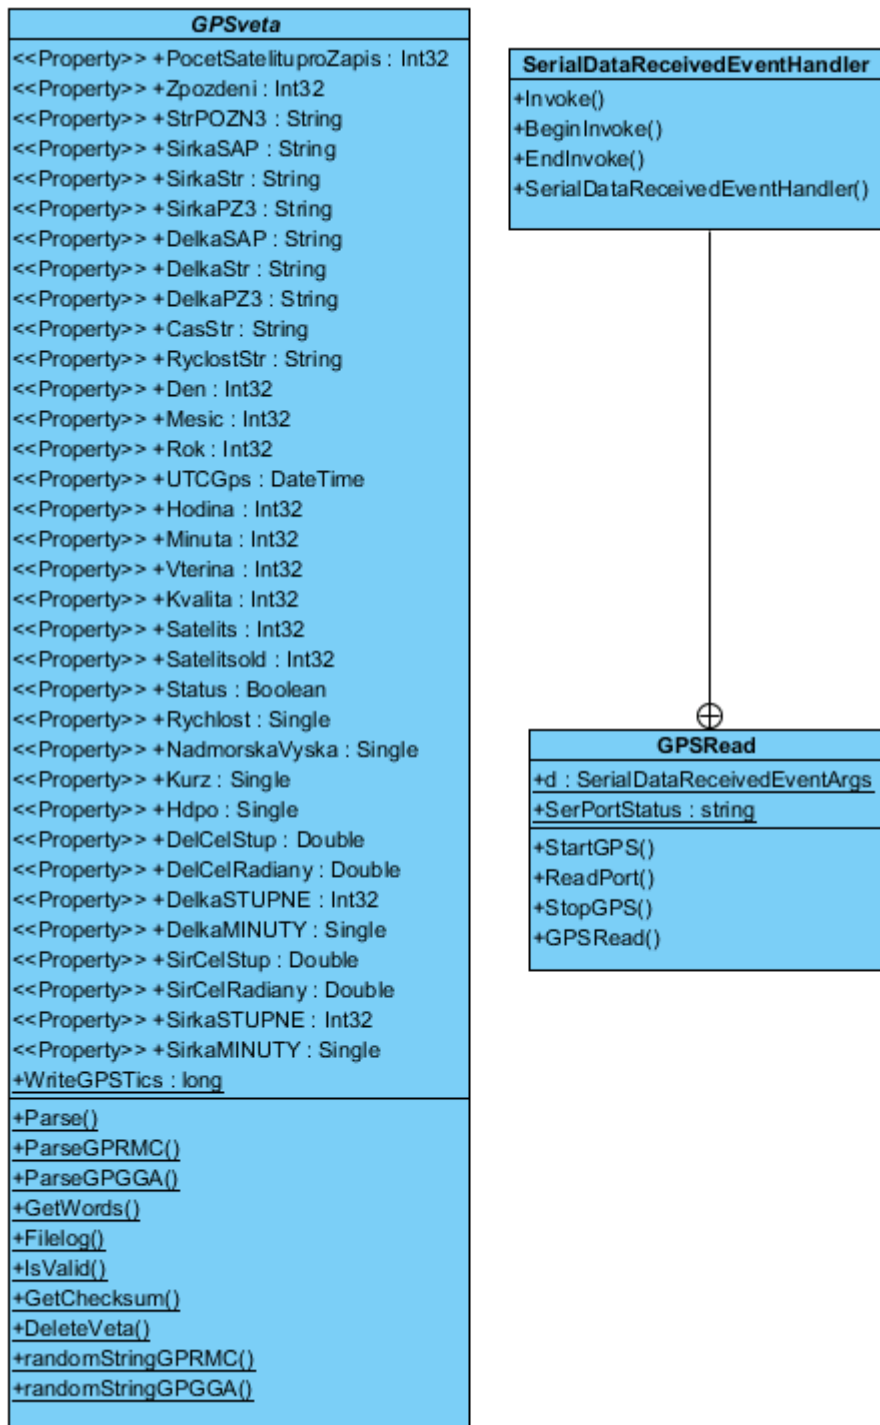 GPSveta
<<Property>> +PocetSatelituproZapis : Int32
<<Property>> +Zpozdeni : Int32
<<Property>> +StrPOZN3 : String
<<Property>> +SirkaSAP : String
<<Property>> +SirkaStr : String
<<Property>> +SirkaPZ3 : String
<<Property>> +DelkaSAP : String
<<Property>> +DelkaStr : String
<<Property>> +DelkaPZ3 : String
<<Property>> +CasStr : String
<<Property>> +RyclostStr : String
<<Property>> +Den : Int32
<<Property>> +Mesic : Int32
<<Property>> +Rok : Int32
<<Property>> +UTCGps : DateTime
<<Property>> +Hodina : Int32
<<Property>> +Minuta : Int32
<<Property>> +Vterina : Int32
<<Property>> +Kvalita : Int32
<<Property>> +Satelits : Int32
<<Property>> +Satelitsold : Int32
<<Property>> +Status : Boolean
<<Property>> +Rychlost : Single
<<Property>> +NadmorskaVyska : Single
<<Property>> +Kurz : Single
<<Property>> +Hdpo : Single
<<Property>> +DelCelStup : Double
<<Property>> +DelCelRadiany : Double
<<Property>> +DelkaSTUPNE : Int32
<<Property>> +DelkaMINUTY : Single
<<Property>> +SirCelStup : Double
<<Property>> +SirCelRadiany : Double
<<Property>> +SirkaSTUPNE : Int32
<<Property>> +SirkaMINUTY : Single
+WriteGPSTics : long
+Parse()
+ParseGPRMC()
+ParseGPGGA()
+GetWords()
+Filelog()
+IsValid()
+GetChecksum()
+DeleteVeta()
+randomStringGPRMC()
+randomStringGPGGA()
SerialDataReceivedEventHandler
+Invoke()
+BeginInvoke()
+EndInvoke()
+SerialDataReceivedEventHandler()
GPSRead
+d : SerialDataReceivedEventArgs
+SerPortStatus : string
+StartGPS()
+ReadPort()
+StopGPS()
+GPSRead()